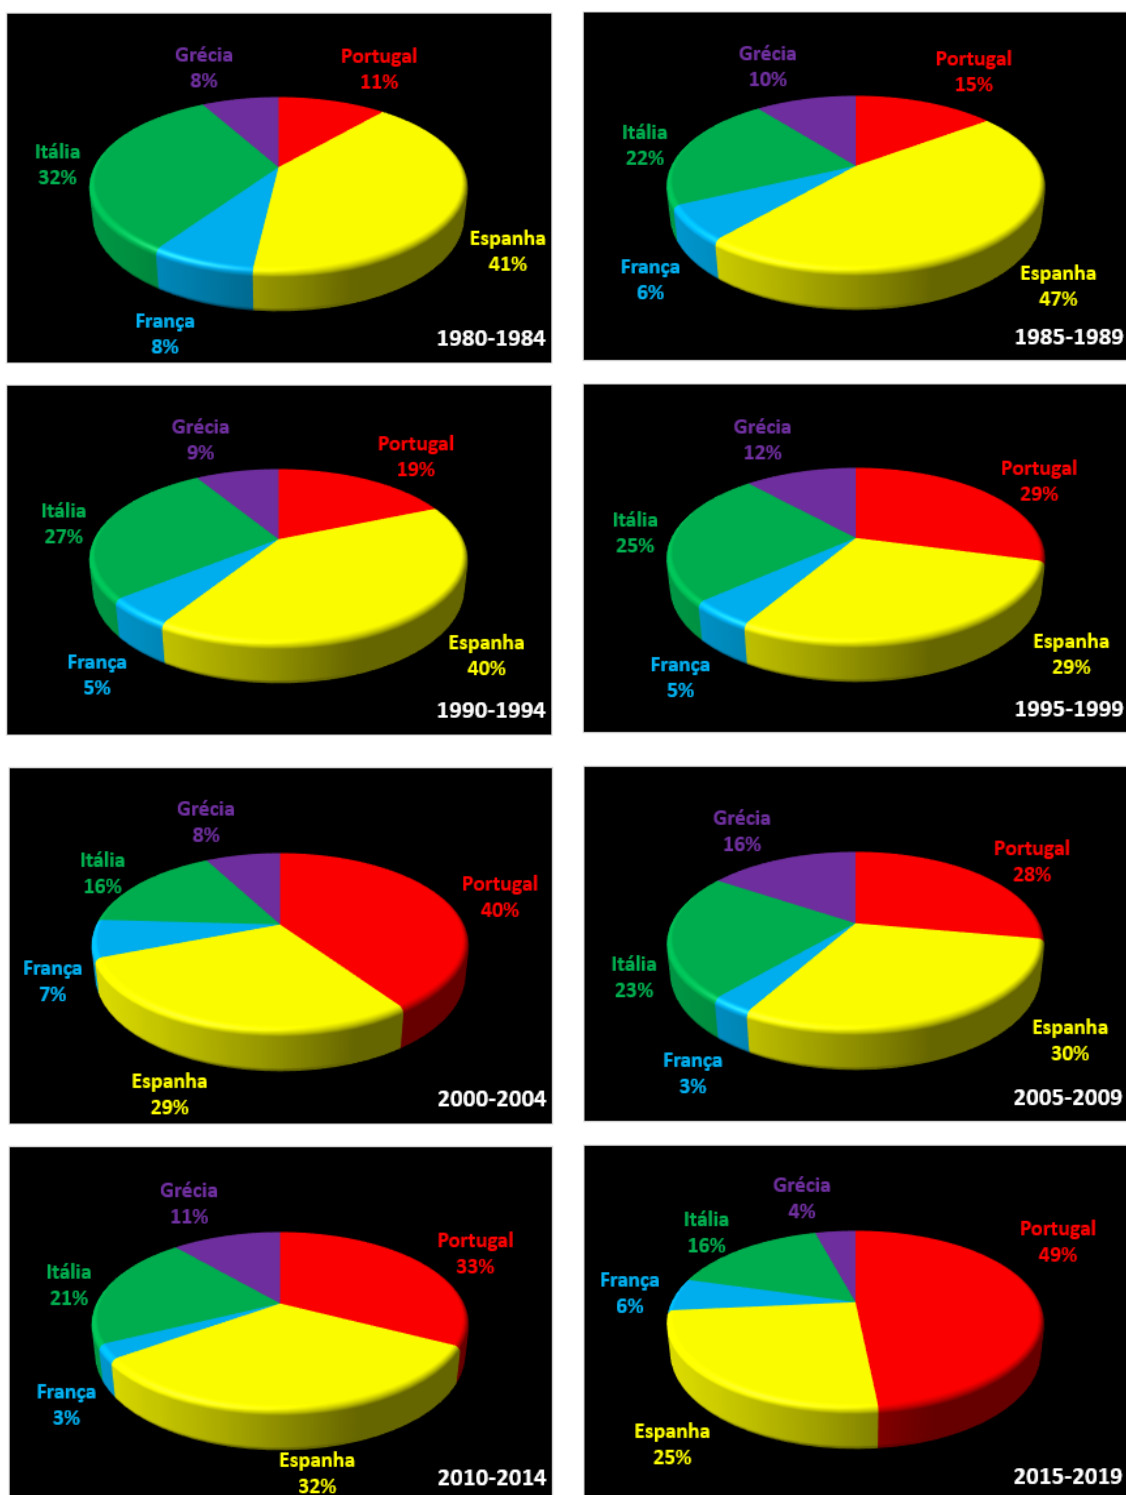 Grécia
8%
Portugal
11%
Itália
32%
Espanha
41%
França
8%
1980-1984
Grécia
10%
Portugal
15%
Itália
22%
França
6%
Espanha
47%
1985-1989
Grécia
9%
Portugal
19%
Itália
27%
Espanha
40%
França
5%
1990-1994
Grécia
12%
Portugal
29%
Itália
25%
Espanha
29%
França
5%
1995-1999
Grécia
8%
Itália
16%
Portugal
40%
França
7%
Espanha
29%
2000-2004
Grécia
16%
Portugal
28%
Itália
23%
Espanha
30%
França
3%
2005-2009
Grécia
11%
Portugal
33%
Itália
21%
França
3%
Espanha
32%
2010-2014
Grécia
4%
Itália
16%
Portugal
49%
França
6%
Espanha
25%
2015-2019